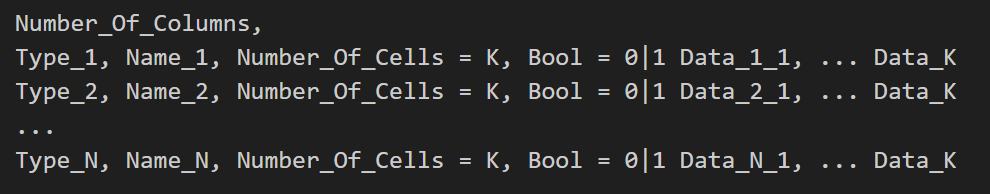 Number_Of_Columns,
Type_1, Name_1, Number_Of_Cells = K, Bool = 0|1 Data_1_1, ... Data_K
Type_2, Name_2, Number_Of_Cells = K, Bool = 0|1 Data_2_1, ... Data_K
...
Type_N, Name_N, Number_Of_Cells = K, Bool = 0|1 Data_N_1, ... Data_K